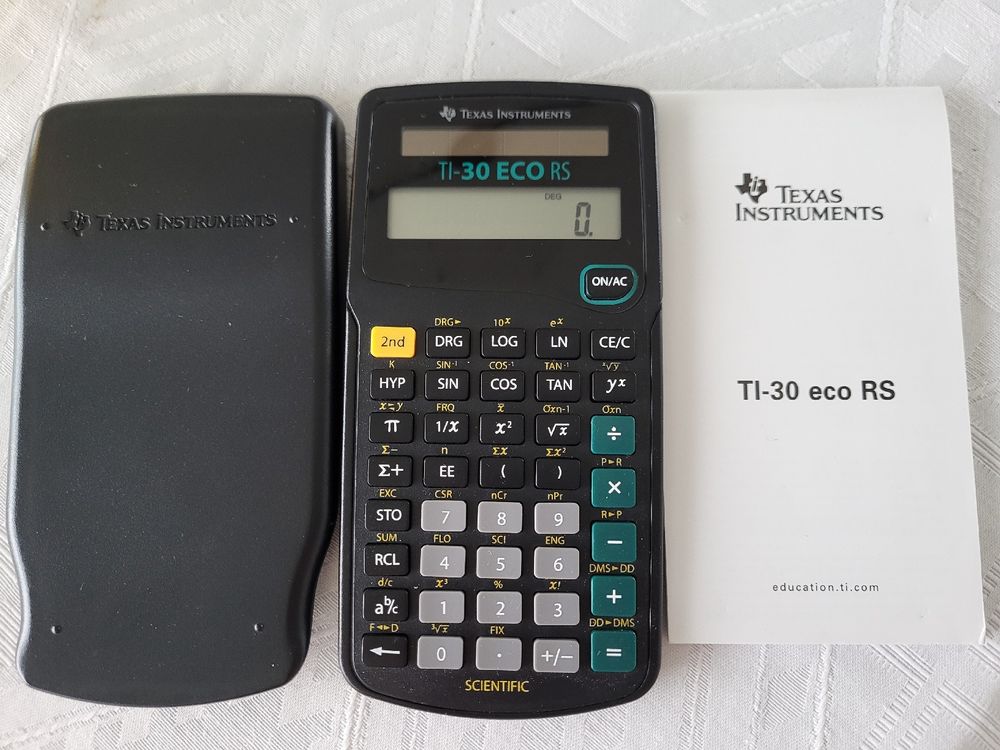 TEXAS INSTRUMENTS
TEXAS INSTRUMENTS
TI-30 ECO RS
DEG
0.
ON/AC
DRG► 10ˣ eˣ
2nd DRG LOG LN CE/C
K SIN⁻¹ COS⁻¹ TAN⁻¹ ˣ√y
HYP SIN COS TAN yˣ
x⇆y FRQ x̄ σxn-1 σxn
π 1/x x² √x ÷
Σ- n Σx Σx² P►R
Σ+ EE ( ) ×
EXC CSR nCr nPr R►P
STO 7 8 9 −
SUM FLO SCI ENG DMS►DD
RCL 4 5 6 +
d/c x³ % x! DD►DMS
a b/c 1 2 3 =
F◄►D ³√x FIX
← 0 . +/−
SCIENTIFIC
TEXAS
INSTRUMENTS
TI-30 eco RS
education.ti.com